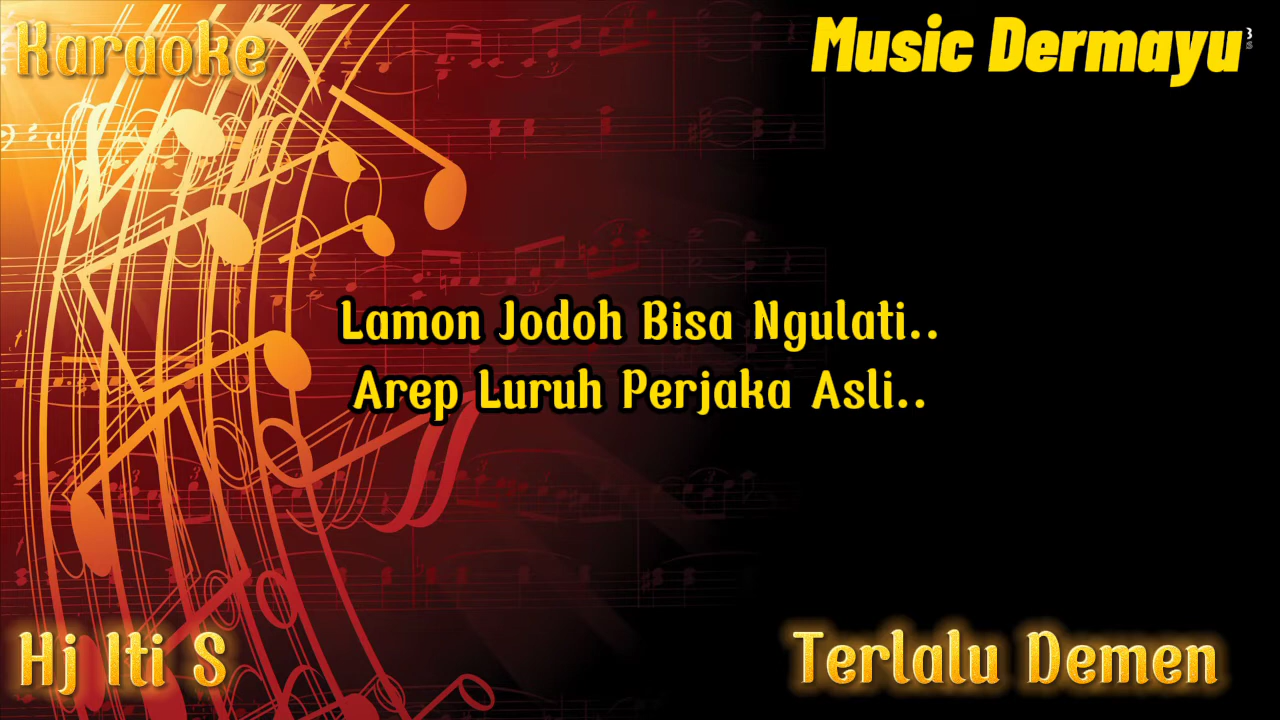 Karaoke
Music Dermayu
Lamon Jodoh Bisa Ngulati..
Arep Luruh Perjaka Asli..
Hj Iti S
Terlalu Demen